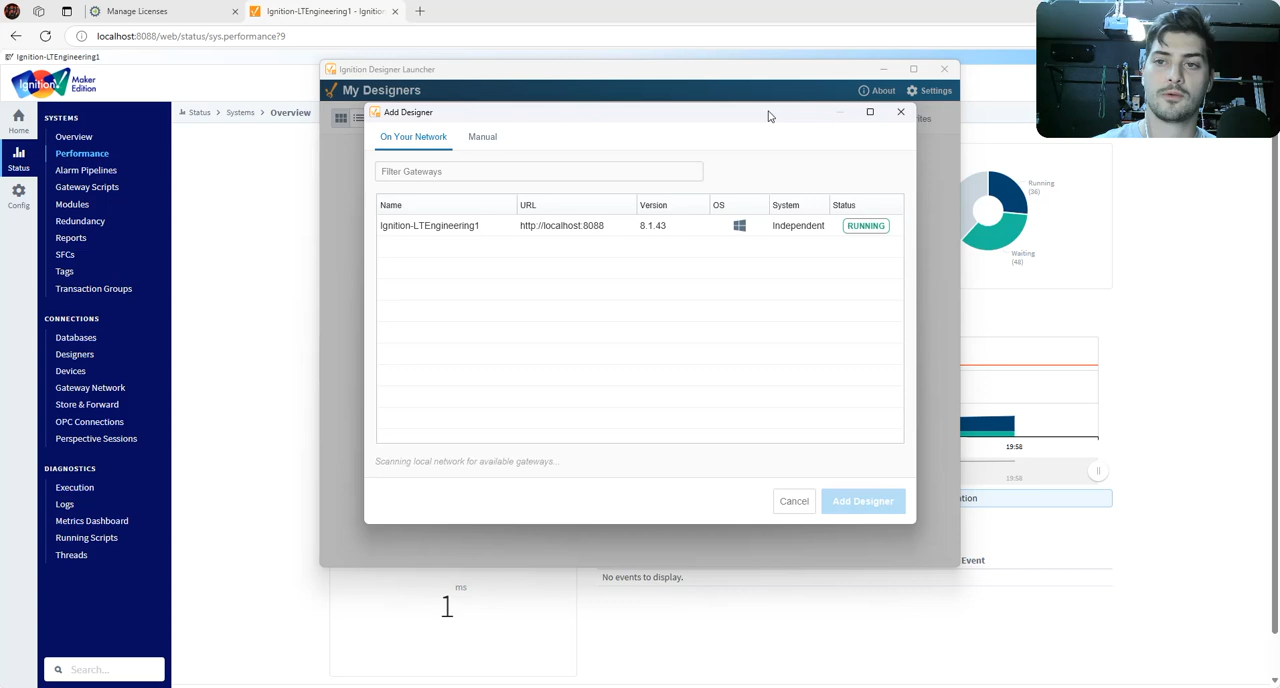 Manage Licenses
Ignition-LTEngineering1 - Ignition
localhost:8088/web/status/sys.performance?9
Ignition-LTEngineering1
Ignition
Maker
Edition
Home
Status
Config
SYSTEMS
Overview
Performance
Alarm Pipelines
Gateway Scripts
Modules
Redundancy
Reports
SFCs
Tags
Transaction Groups
CONNECTIONS
Databases
Designers
Devices
Gateway Network
Store & Forward
OPC Connections
Perspective Sessions
DIAGNOSTICS
Execution
Logs
Metrics Dashboard
Running Scripts
Threads
Search...
Status > Systems > Overview
Ignition Designer Launcher
My Designers
About
Settings
Add Designer
On Your Network
Manual
Filter Gateways
Name URL Version OS System Status
Ignition-LTEngineering1 http://localhost:8088 8.1.43 Independent RUNNING
Scanning local network for available gateways...
Cancel
Add Designer
Running
(36)
Waiting
(48)
19:58
19:58
Event
No events to display.
ms
1